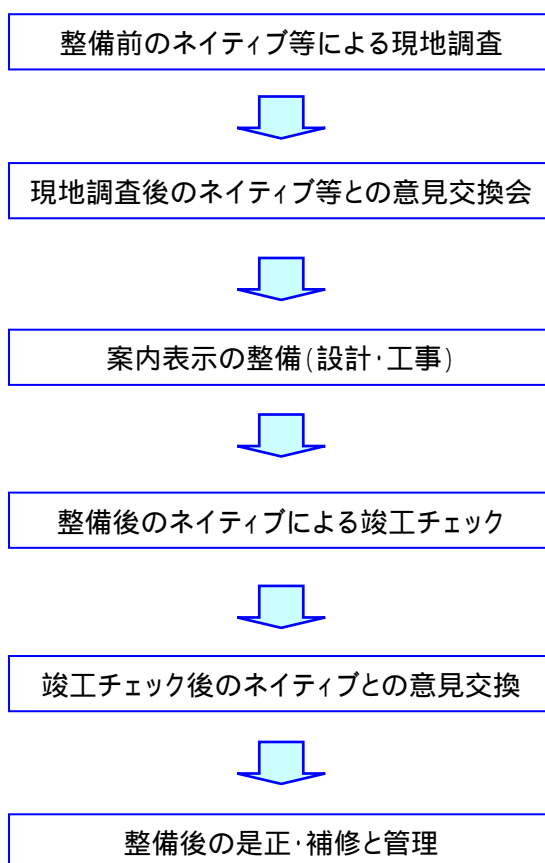 整備前のネイティブ等による現地調査
現地調査後のネイティブ等との意見交換会
案内表示の整備(設計・工事)
整備後のネイティブによる竣工チェック
竣工チェック後のネイティブとの意見交換
整備後の是正・補修と管理